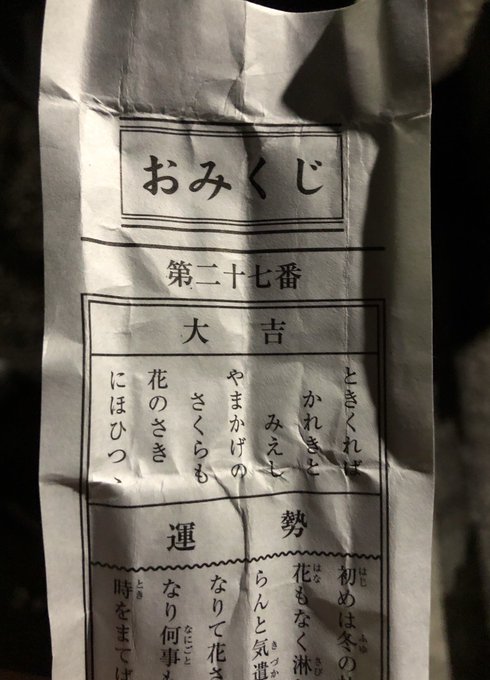 おみくじ
第二十七番
大吉
ときくれば
かれきと
みえし
やまかげの
さくらも
花のさき
にほひつゝ
運勢
初めは冬の
花もなく淋
らんと気遣
なりて花さ
なり何事も
時をまてば